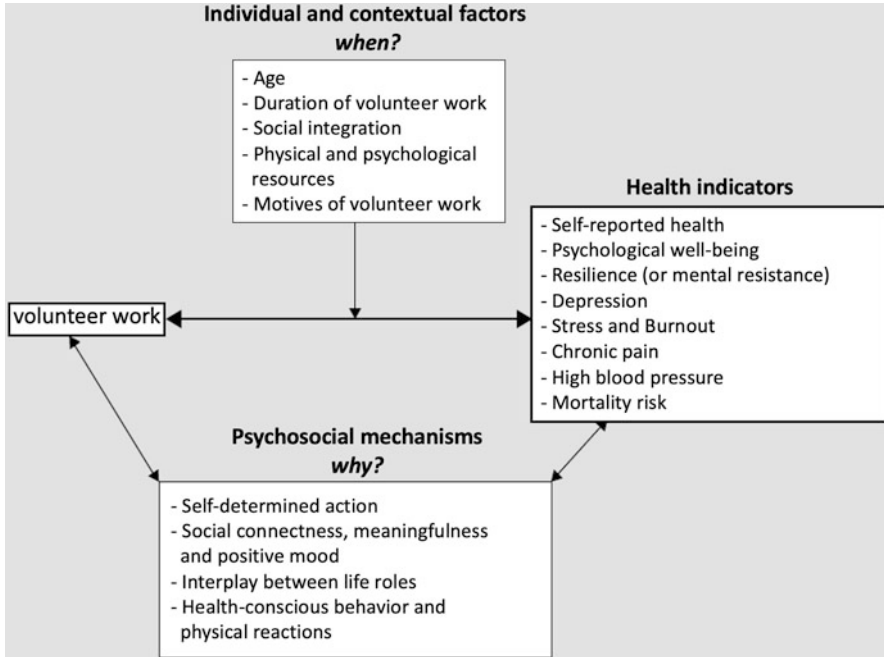 Individual and contextual factors
when?
- Age
- Duration of volunteer work
- Social integration
- Physical and psychological
resources
- Motives of volunteer work
Health indicators
- Self-reported health
- Psychological well-being
- Resilience (or mental resistance)
- Depression
- Stress and Burnout
- Chronic pain
- High blood pressure
- Mortality risk
volunteer work
Psychosocial mechanisms
why?
- Self-determined action
- Social connectness, meaningfulness
and positive mood
- Interplay between life roles
- Health-conscious behavior and
physical reactions